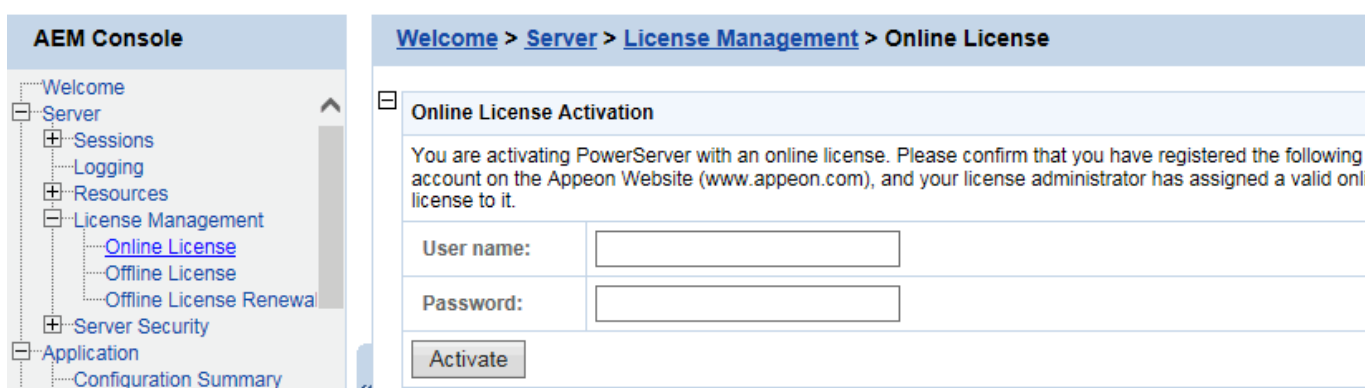 AEM Console
Welcome
Server
Sessions
Logging
Resources
License Management
Online License
Offline License
Offline License Renewal
Server Security
Application
Configuration Summary
Welcome > Server > License Management > Online License
Online License Activation
You are activating PowerServer with an online license. Please confirm that you have registered the following
account on the Appeon Website (www.appeon.com), and your license administrator has assigned a valid onli
license to it.
User name:
Password:
Activate
«